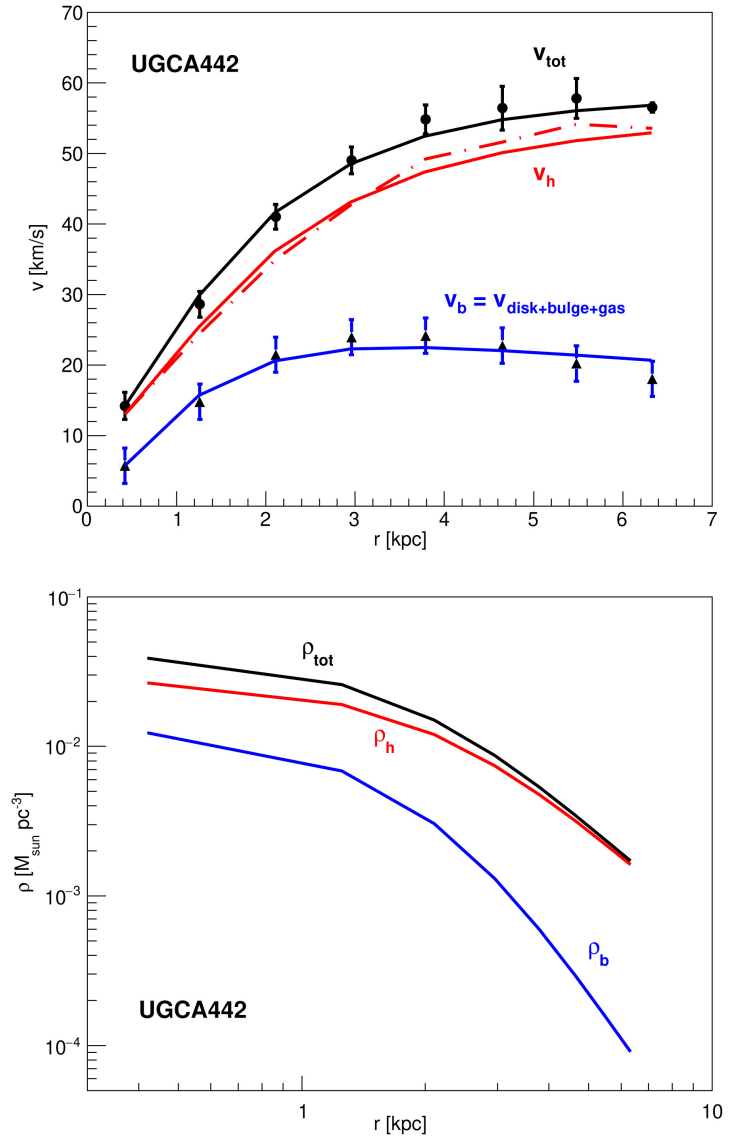 70
60
50
40
30
20
10
0
v [km/s]
UGCA442
v_tot
v_h
v_b = v_disk+bulge+gas
0 1 2 3 4 5 6 7
r [kpc]
10⁻¹
10⁻²
10⁻³
10⁻⁴
ρ [M_sun pc⁻³]
ρ_tot
ρ_h
ρ_b
UGCA442
1 10
r [kpc]